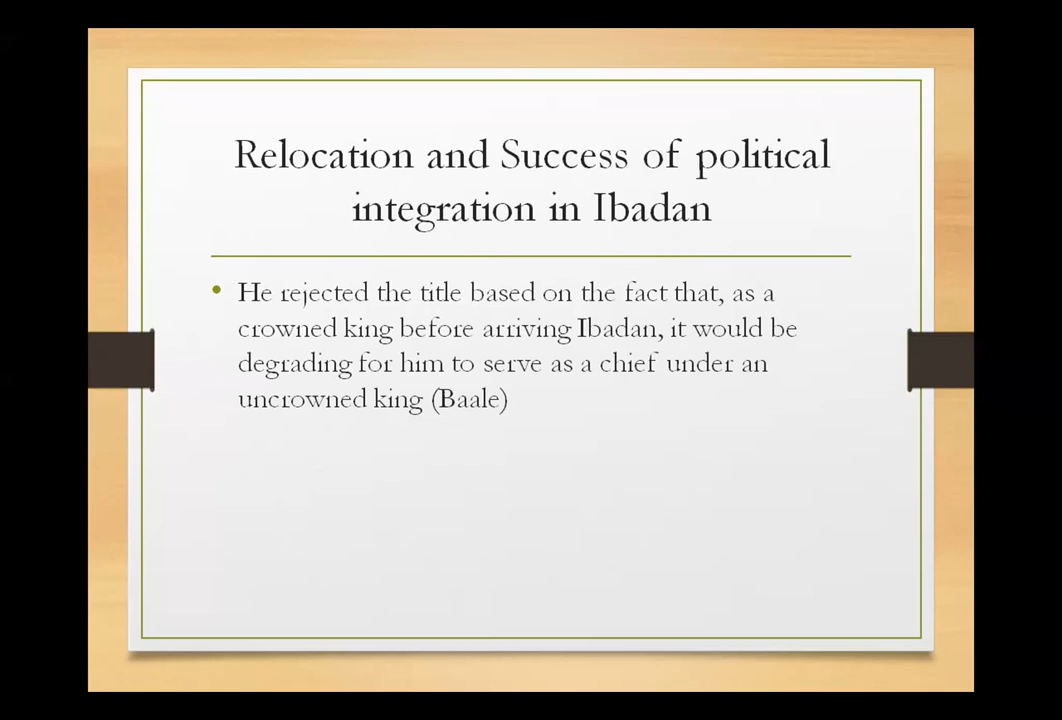 Relocation and Success of political
integration in Ibadan
• He rejected the title based on the fact that, as a
crowned king before arriving Ibadan, it would be
degrading for him to serve as a chief under an
uncrowned king (Baale)